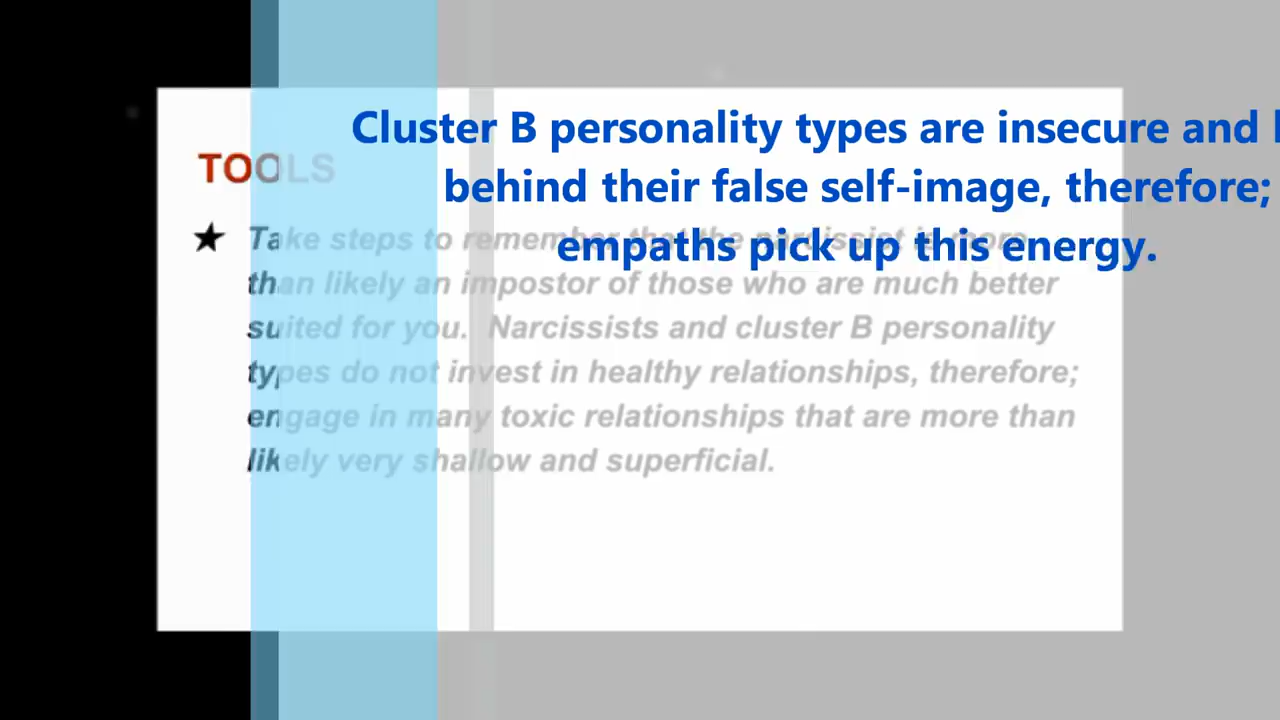 Cluster B personality types are insecure and
behind their false self-image, therefore;
empaths pick up this energy.
TOOLS
★ Take steps to remember that the narcissist is more
than likely an impostor of those who are much better
suited for you. Narcissists and cluster B personality
types do not invest in healthy relationships, therefore;
engage in many toxic relationships that are more than
likely very shallow and superficial.